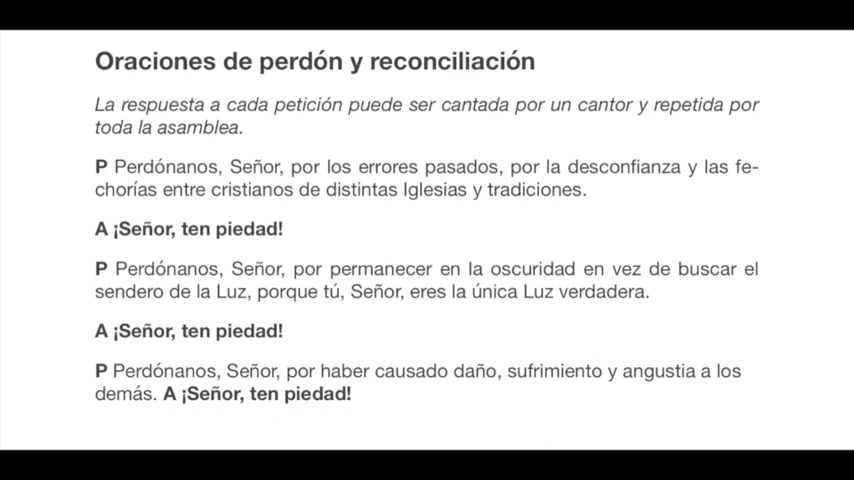 Oraciones de perdón y reconciliación
La respuesta a cada petición puede ser cantada por un cantor y repetida por
toda la asamblea.
P Perdónanos, Señor, por los errores pasados, por la desconfianza y las fe-
chorías entre cristianos de distintas Iglesias y tradiciones.
A ¡Señor, ten piedad!
P Perdónanos, Señor, por permanecer en la oscuridad en vez de buscar el
sendero de la Luz, porque tú, Señor, eres la única Luz verdadera.
A ¡Señor, ten piedad!
P Perdónanos, Señor, por haber causado daño, sufrimiento y angustia a los
demás. A ¡Señor, ten piedad!